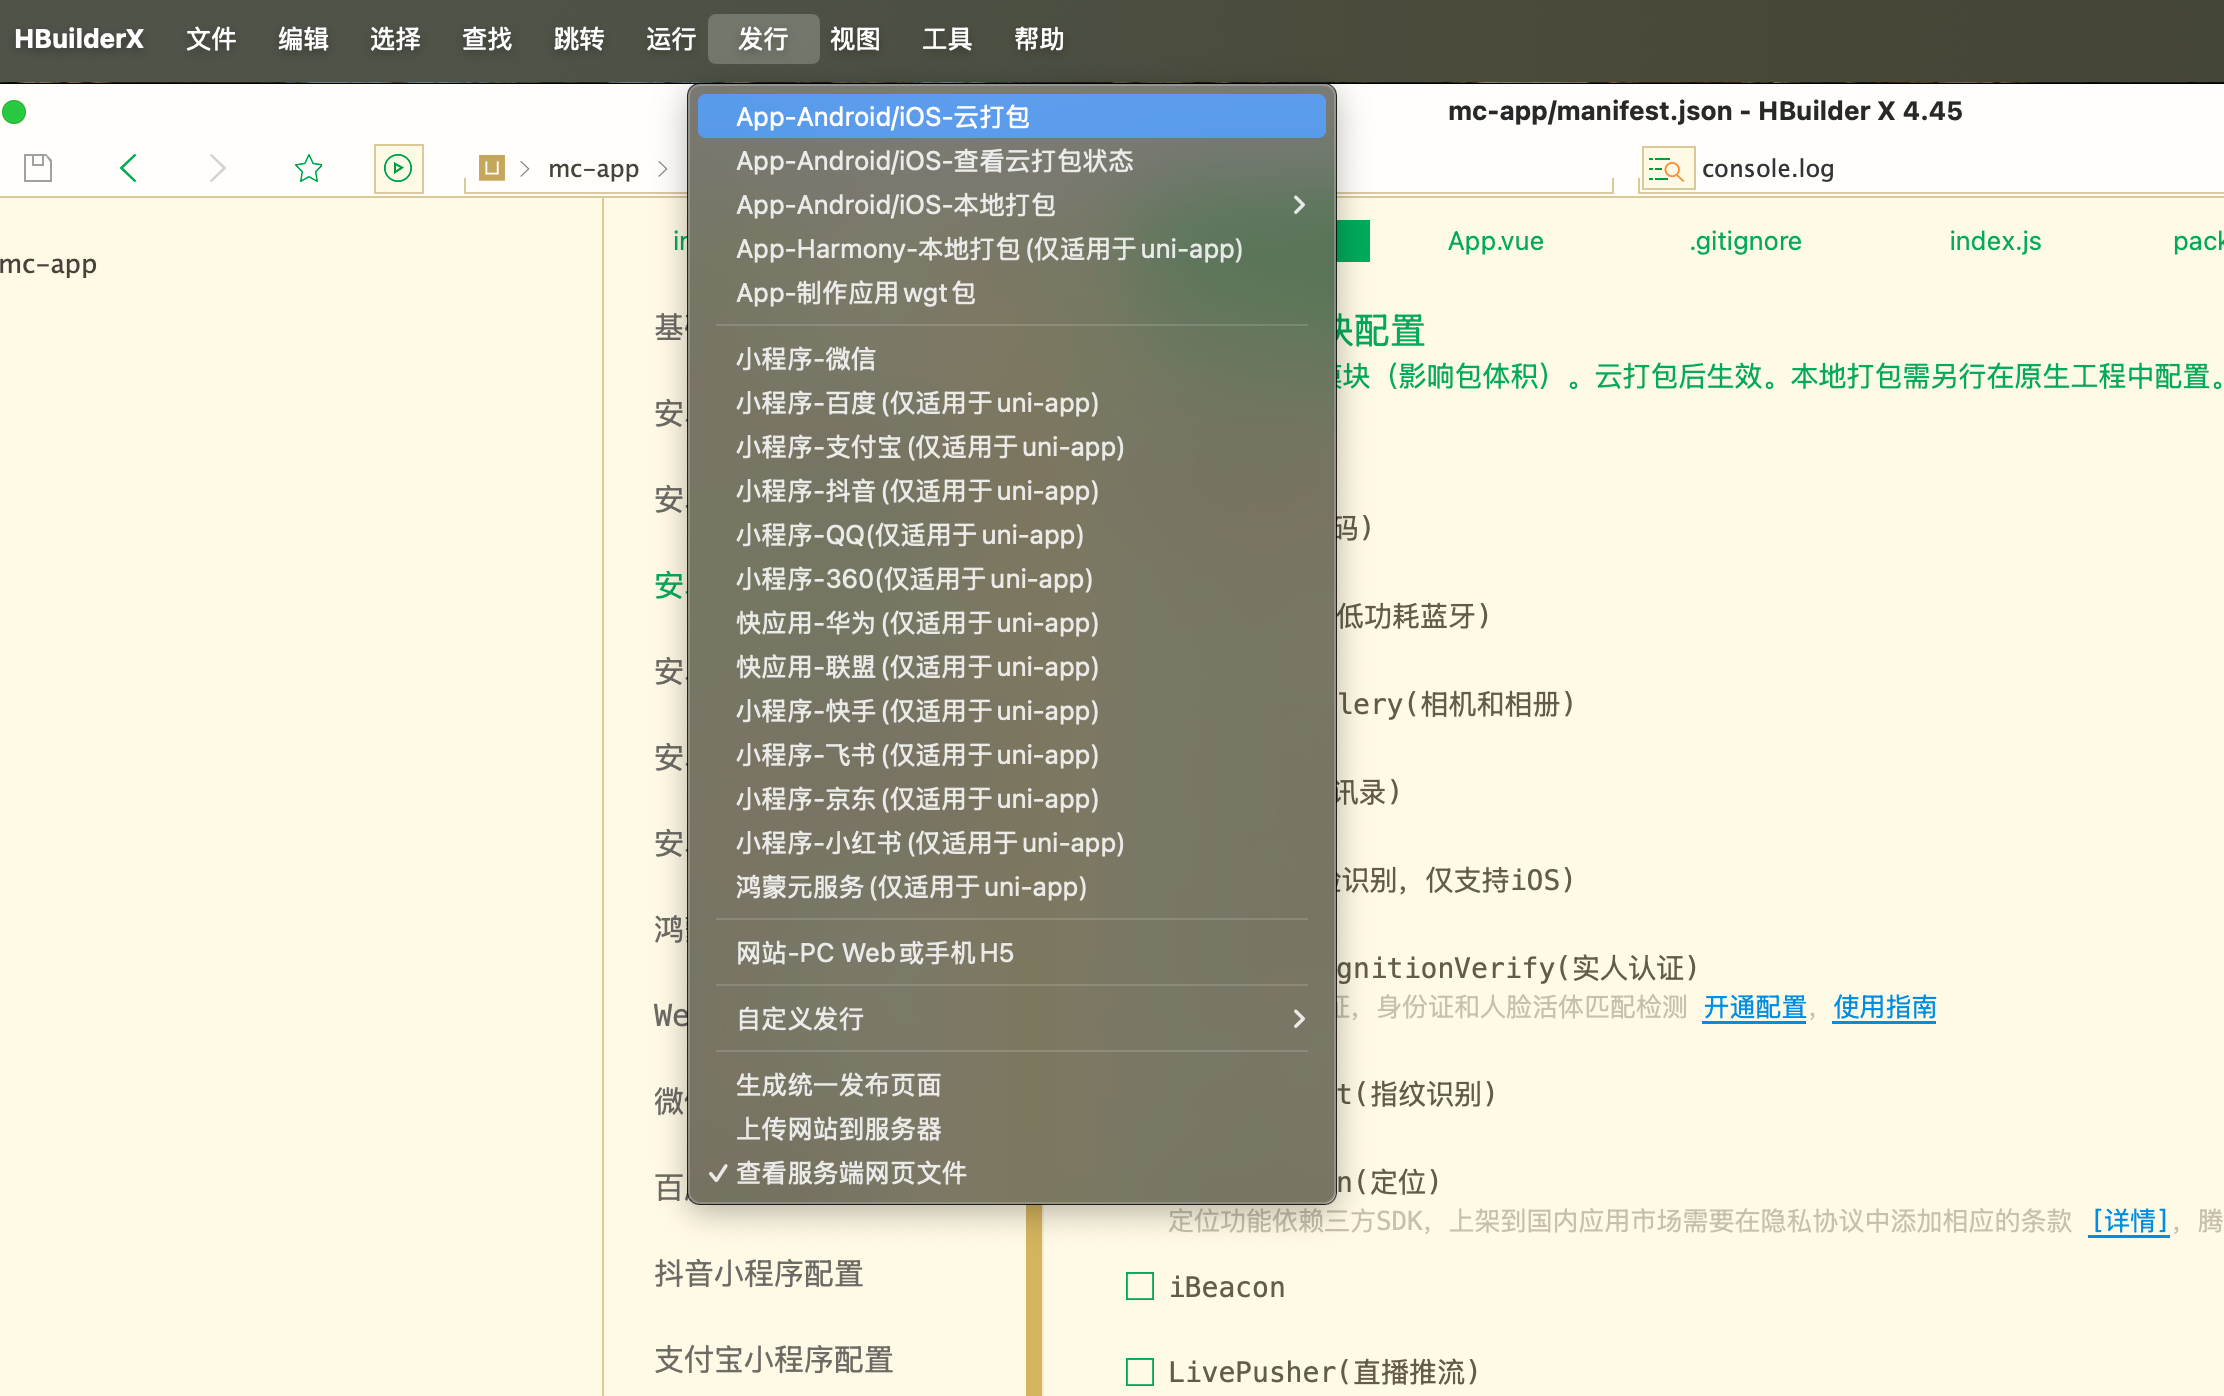 HBuilderX 文件 编辑 选择 查找 跳转 运行 发行 视图 工具 帮助
mc-app/manifest.json - HBuilder X 4.45
mc-app
console.log
mc-app
App.vue
.gitignore
index.js
App-Android/iOS-云打包
App-Android/iOS-查看云打包状态
App-Android/iOS-本地打包
App-Harmony-本地打包(仅适用于uni-app)
App-制作应用wgt包
小程序-微信
小程序-百度(仅适用于uni-app)
小程序-支付宝(仅适用于uni-app)
小程序-抖音(仅适用于uni-app)
小程序-QQ(仅适用于uni-app)
小程序-360(仅适用于uni-app)
快应用-华为(仅适用于uni-app)
快应用-联盟(仅适用于uni-app)
小程序-快手(仅适用于uni-app)
小程序-飞书(仅适用于uni-app)
小程序-京东(仅适用于uni-app)
小程序-小红书(仅适用于uni-app)
鸿蒙元服务(仅适用于uni-app)
网站-PC Web或手机H5
自定义发行
生成统一发布页面
上传网站到服务器
查看服务端网页文件
基
安
安
安
安
安
安
鸿
We
微
百
抖音小程序配置
支付宝小程序配置
配置
块（影响包体积）。云打包后生效。本地打包需另行在原生工程中配置。
码)
低功耗蓝牙)
lery(相机和相册)
讯录)
识别，仅支持iOS)
gnitionVerify(实人认证)
，身份证和人脸活体匹配检测 开通配置，使用指南
t(指纹识别)
n(定位)
定位功能依赖三方SDK，上架到国内应用市场需要在隐私协议中添加相应的条款 [详情]，腾
iBeacon
LivePusher(直播推流)